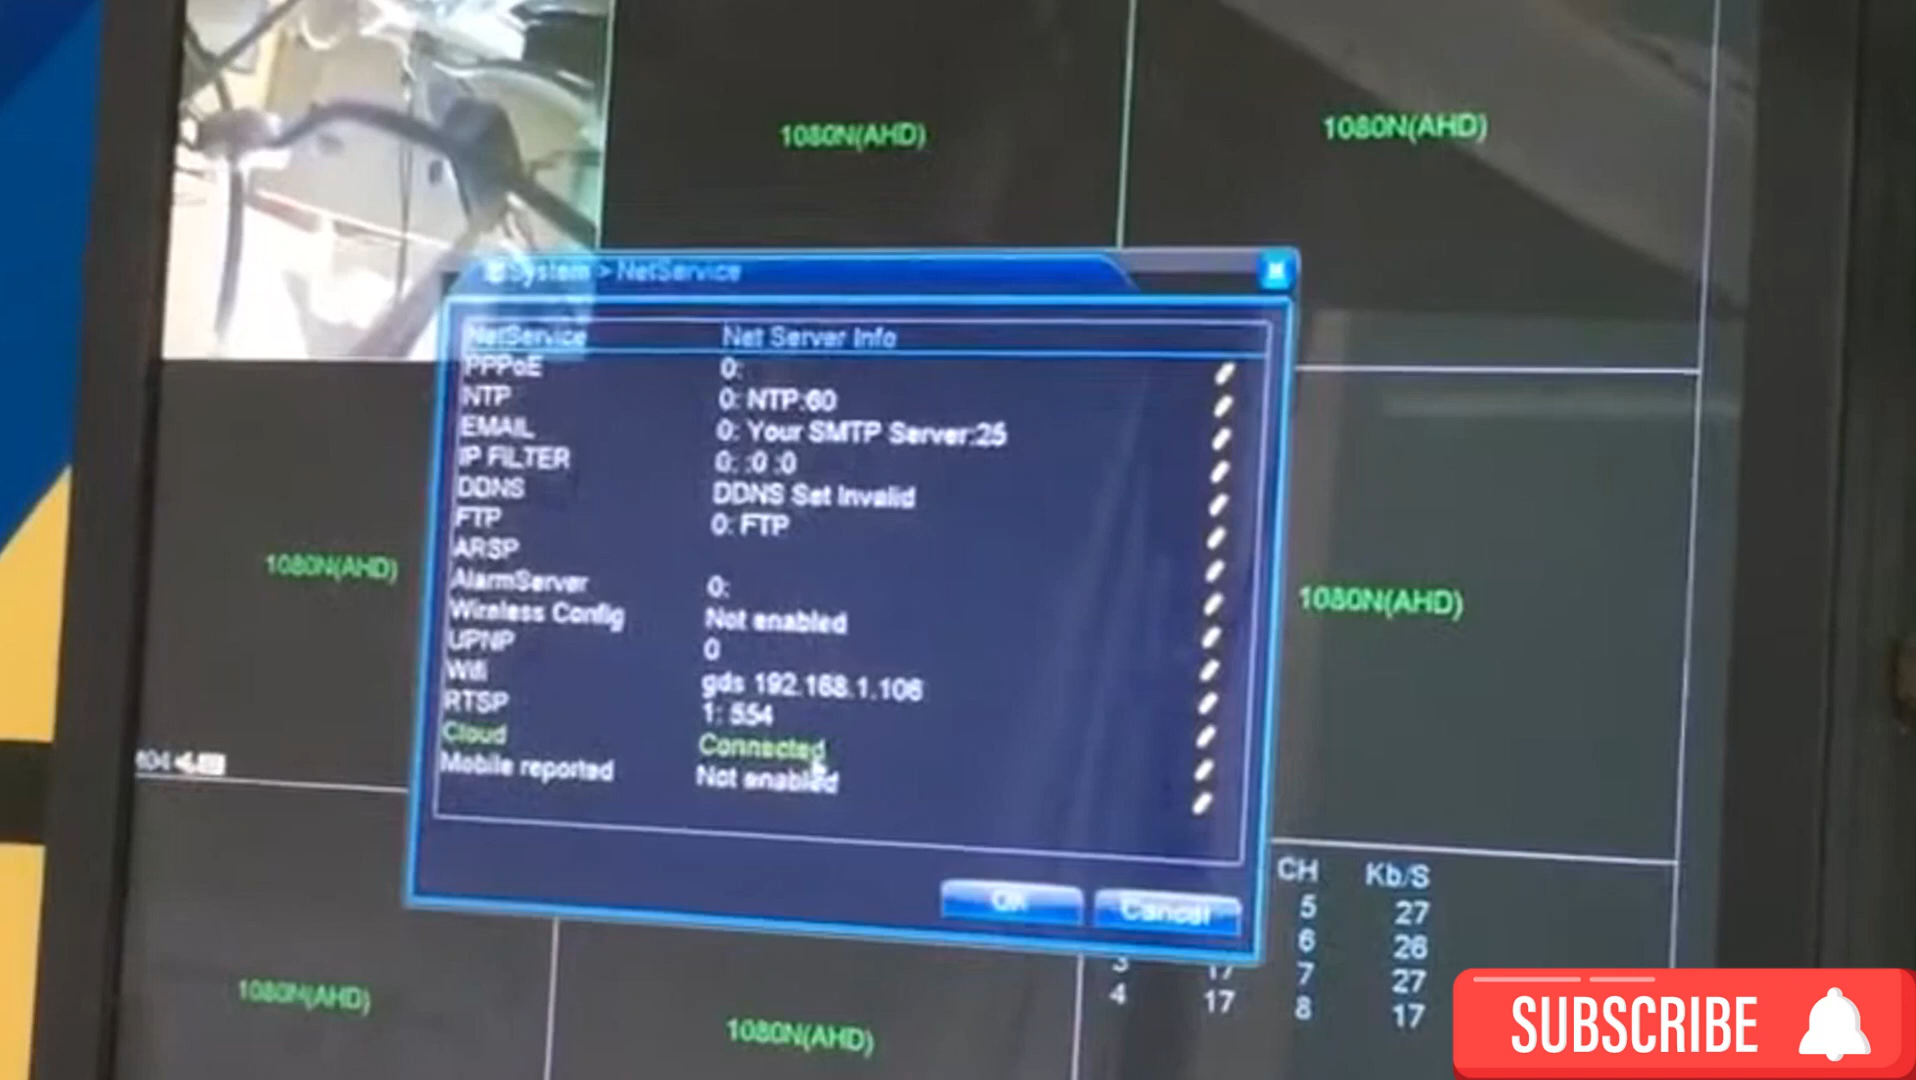 1080N(AHD)
1080N(AHD)
System > NetService
NetService Net Server Info
PPPoE 0:
NTP 0: NTP:60
EMAIL 0: Your SMTP Server:25
IP FILTER 0: :0 :0
DDNS DDNS Set Invalid
FTP 0: FTP
ARSP
AlarmServer 0:
Wireless Config Not enabled
UPNP 0
Wifi gds 192.168.1.106
RTSP 1: 554
Cloud Connected
Mobile reported Not enabled
OK Cancel
1080N(AHD)
1080N(AHD)
CH Kb/S
5 27
6 26
3 17 7 27
4 17 8 17
1080N(AHD)
1080N(AHD)
SUBSCRIBE